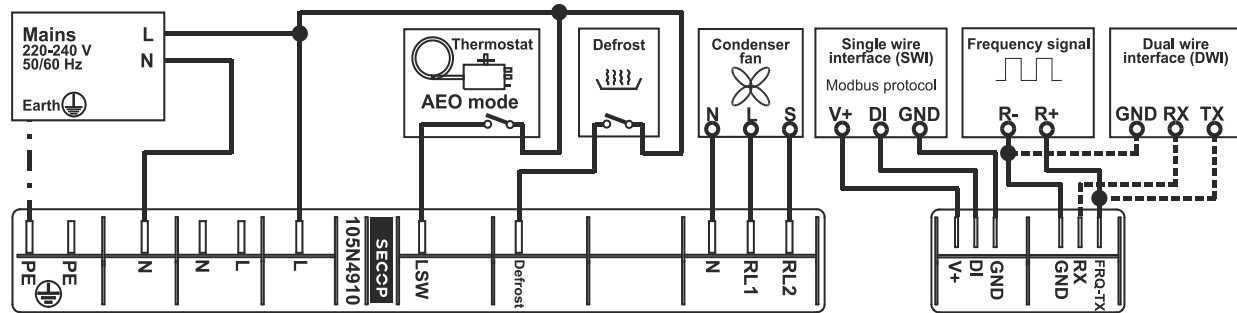 Mains
220-240 V
50/60 Hz
L
N
Earth
Thermostat
AEO mode
Defrost
Condenser
fan
N L S
Single wire
interface (SWI)
Modbus protocol
V+ DI GND
Frequency signal
R- R+
Dual wire
interface (DWI)
GND RX TX
PE
PE
N
N
L
L
105N4910
SECOP
LSW
Defrost
N
RL1
RL2
V+
DI
GND
GND
RX
FRQ-TX